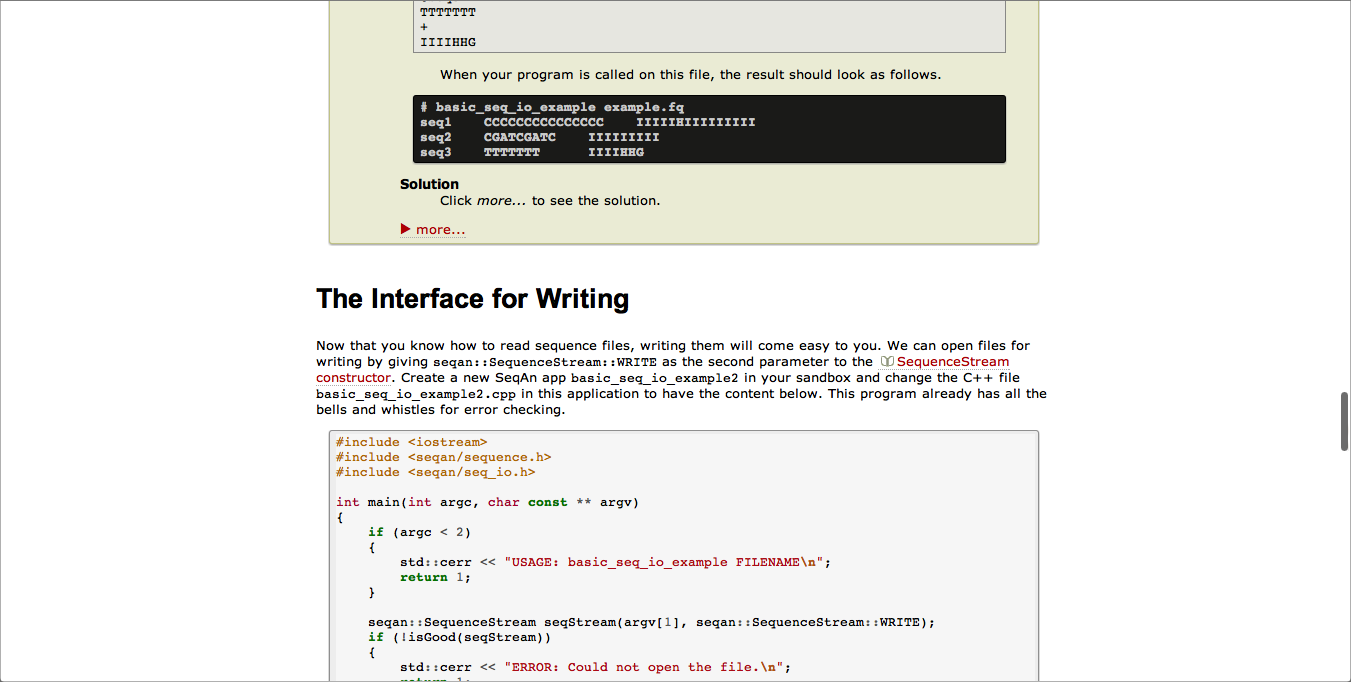 TTTTTTT
+
IIIIHHG
When your program is called on this file, the result should look as follows.
# basic_seq_io_example example.fq
seq1    CCCCCCCCCCCCCCC    IIIIIHIIIIIIIII
seq2    CGATCGATC    IIIIIIIII
seq3    TTTTTTT      IIIIHHG
Solution
Click more... to see the solution.
more...
The Interface for Writing
Now that you know how to read sequence files, writing them will come easy to you. We can open files for
writing by giving seqan::SequenceStream::WRITE as the second parameter to the SequenceStream
constructor. Create a new SeqAn app basic_seq_io_example2 in your sandbox and change the C++ file
basic_seq_io_example2.cpp in this application to have the content below. This program already has all the
bells and whistles for error checking.
#include <iostream>
#include <seqan/sequence.h>
#include <seqan/seq_io.h>
int main(int argc, char const ** argv)
{
    if (argc < 2)
    {
        std::cerr << "USAGE: basic_seq_io_example FILENAME\n";
        return 1;
    }
    seqan::SequenceStream seqStream(argv[1], seqan::SequenceStream::WRITE);
    if (!isGood(seqStream))
    {
        std::cerr << "ERROR: Could not open the file.\n";
        return 1;